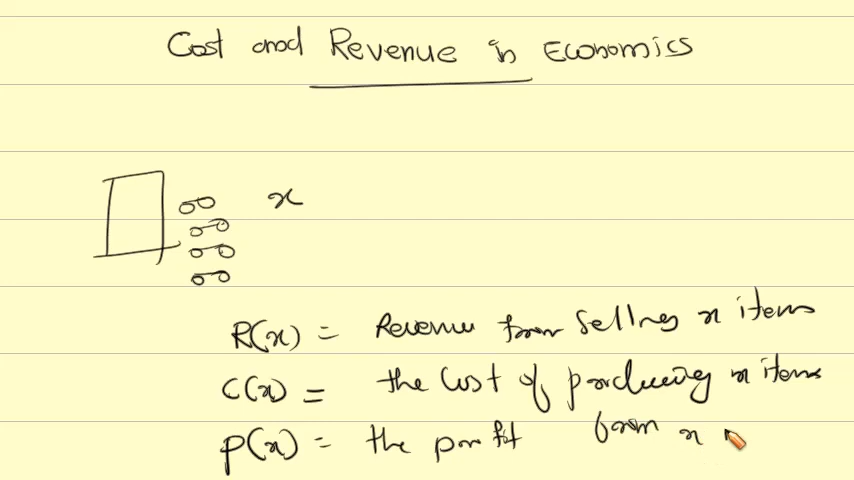 Cost and Revenue in Economics
x
R(x) = Revenue from selling x items
C(x) = the Cost of producing x items
P(x) = the profit from x